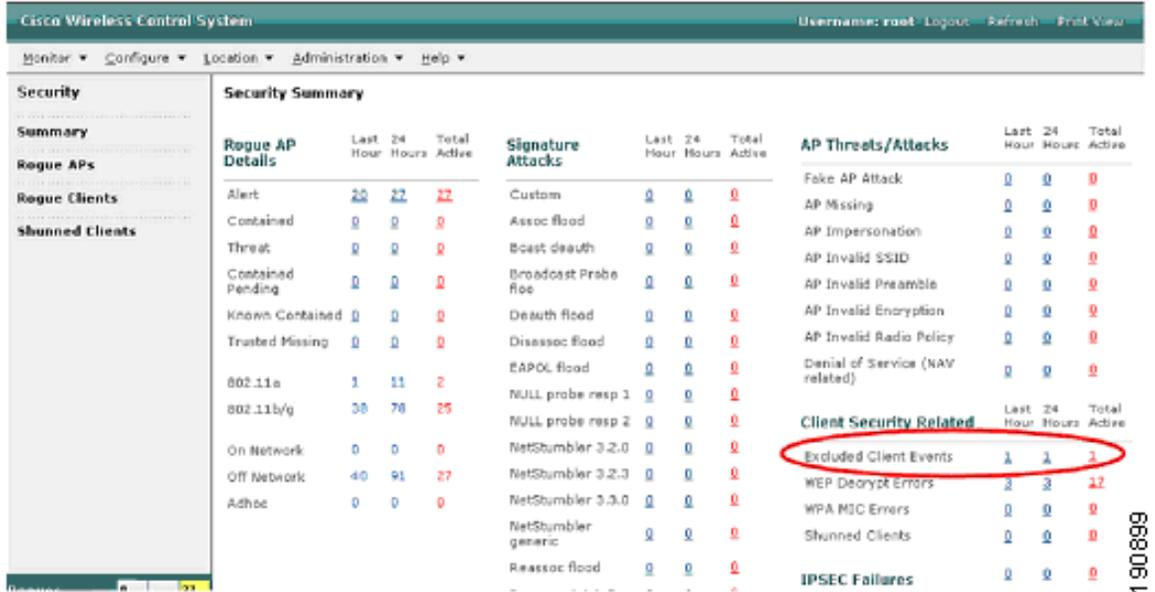 Cisco Wireless Control System
Username: root Logout Refresh Print View
Monitor Configure Location Administration Help
Security
Summary
Rogue APs
Rogue Clients
Shunned Clients
Security Summary
Rogue AP Details Last Hour 24 Hours Total Active
Alert 20 27 27
Contained 0 0 0
Threat 0 0 0
Contained Pending 0 0 0
Known Contained 0 0 0
Trusted Missing 0 0 0
802.11a 1 11 2
802.11b/g 38 78 25
On Network 0 0 0
Off Network 40 91 27
Adhoc 0 0 0
Signature Attacks Last Hour 24 Hours Total Active
Custom 0 0 0
Assoc flood 0 0 0
Bcast deauth 0 0 0
Broadcast Probe floo 0 0 0
Deauth flood 0 0 0
Disassoc flood 0 0 0
EAPOL flood 0 0 0
NULL probe resp 1 0 0 0
NULL probe resp 2 0 0 0
NetStumbler 3.2.0 0 0 0
NetStumbler 3.2.3 0 0 0
NetStumbler 3.3.0 0 0 0
NetStumbler generic 0 0 0
Reassoc flood 0 0 0
AP Threats/Attacks Last Hour 24 Hours Total Active
Fake AP Attack 0 0 0
AP Missing 0 0 0
AP Impersonation 0 0 0
AP Invalid SSID 0 0 0
AP Invalid Preamble 0 0 0
AP Invalid Encryption 0 0 0
AP Invalid Radio Policy 0 0 0
Denial of Service (NAV related) 0 0 0
Client Security Related Last Hour 24 Hours Total Active
Excluded Client Events 1 1 1
WEP Decrypt Errors 3 3 17
WPA MIC Errors 0 0 0
Shunned Clients 0 0 0
IPSEC Failures 0 0 0
190899